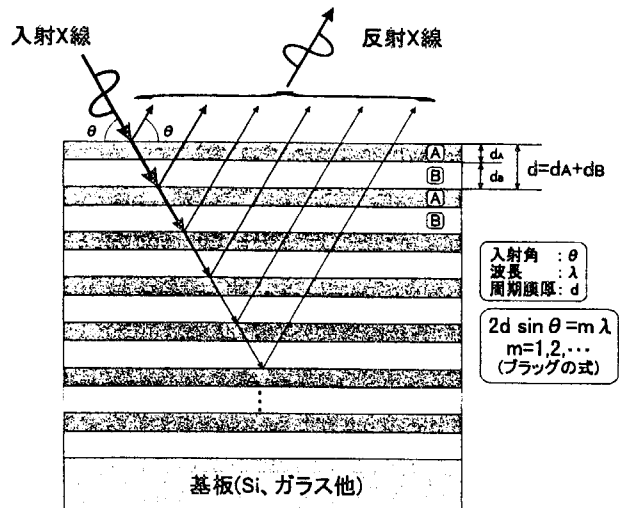 入射X線
反射X線
θ
θ
A
dA
d=dA+dB
B
dB
A
B
入射角 : θ
波長 : λ
周期膜厚: d
2d sin θ =m λ
m=1,2,···
(ブラッグの式)
基板(Si、ガラス他)